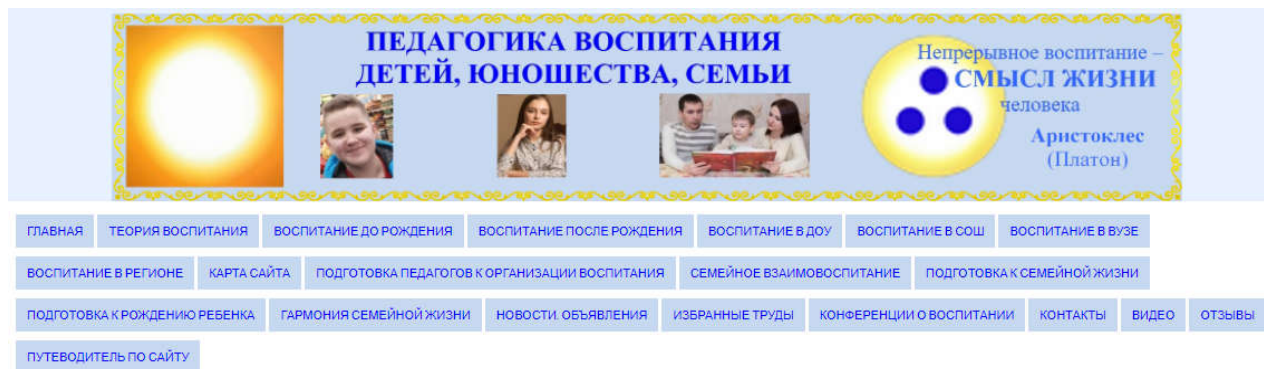 ПЕДАГОГИКА ВОСПИТАНИЯ
ДЕТЕЙ, ЮНОШЕСТВА, СЕМЬИ
Непрерывное воспитание –
СМЫСЛ ЖИЗНИ
человека
Аристоклес
(Платон)
ГЛАВНАЯ ТЕОРИЯ ВОСПИТАНИЯ ВОСПИТАНИЕ ДО РОЖДЕНИЯ ВОСПИТАНИЕ ПОСЛЕ РОЖДЕНИЯ ВОСПИТАНИЕ В ДОУ ВОСПИТАНИЕ В СОШ ВОСПИТАНИЕ В ВУЗЕ
ВОСПИТАНИЕ В РЕГИОНЕ КАРТА САЙТА ПОДГОТОВКА ПЕДАГОГОВ К ОРГАНИЗАЦИИ ВОСПИТАНИЯ СЕМЕЙНОЕ ВЗАИМОВОСПИТАНИЕ ПОДГОТОВКА К СЕМЕЙНОЙ ЖИЗНИ
ПОДГОТОВКА К РОЖДЕНИЮ РЕБЕНКА ГАРМОНИЯ СЕМЕЙНОЙ ЖИЗНИ НОВОСТИ. ОБЪЯВЛЕНИЯ ИЗБРАННЫЕ ТРУДЫ КОНФЕРЕНЦИИ О ВОСПИТАНИИ КОНТАКТЫ ВИДЕО ОТЗЫВЫ
ПУТЕВОДИТЕЛЬ ПО САЙТУ